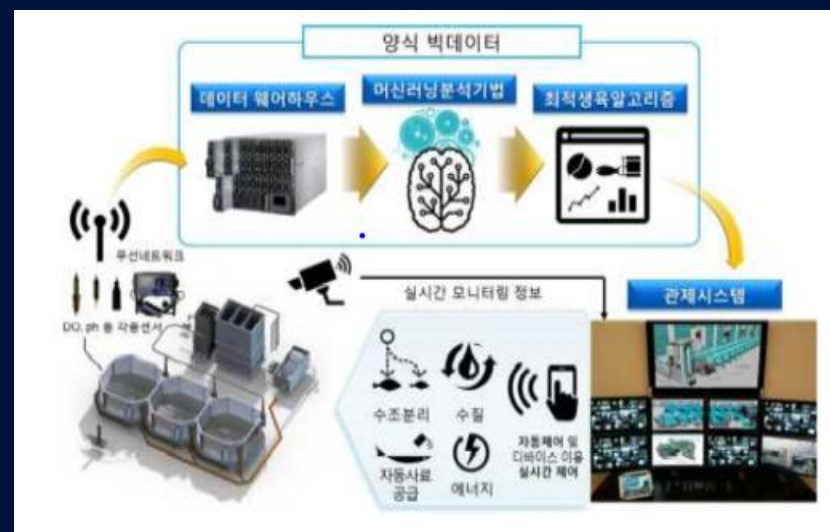 양식 빅데이터
데이터 웨어하우스
머신러닝분석기법
최적생육알고리즘
무선네트워크
DO, ph 등 각종센서
실시간 모니터링 정보
관제시스템
수조분리
수질
자동사료
공급
에너지
자동제어 및
디바이스 이용
실시간 제어